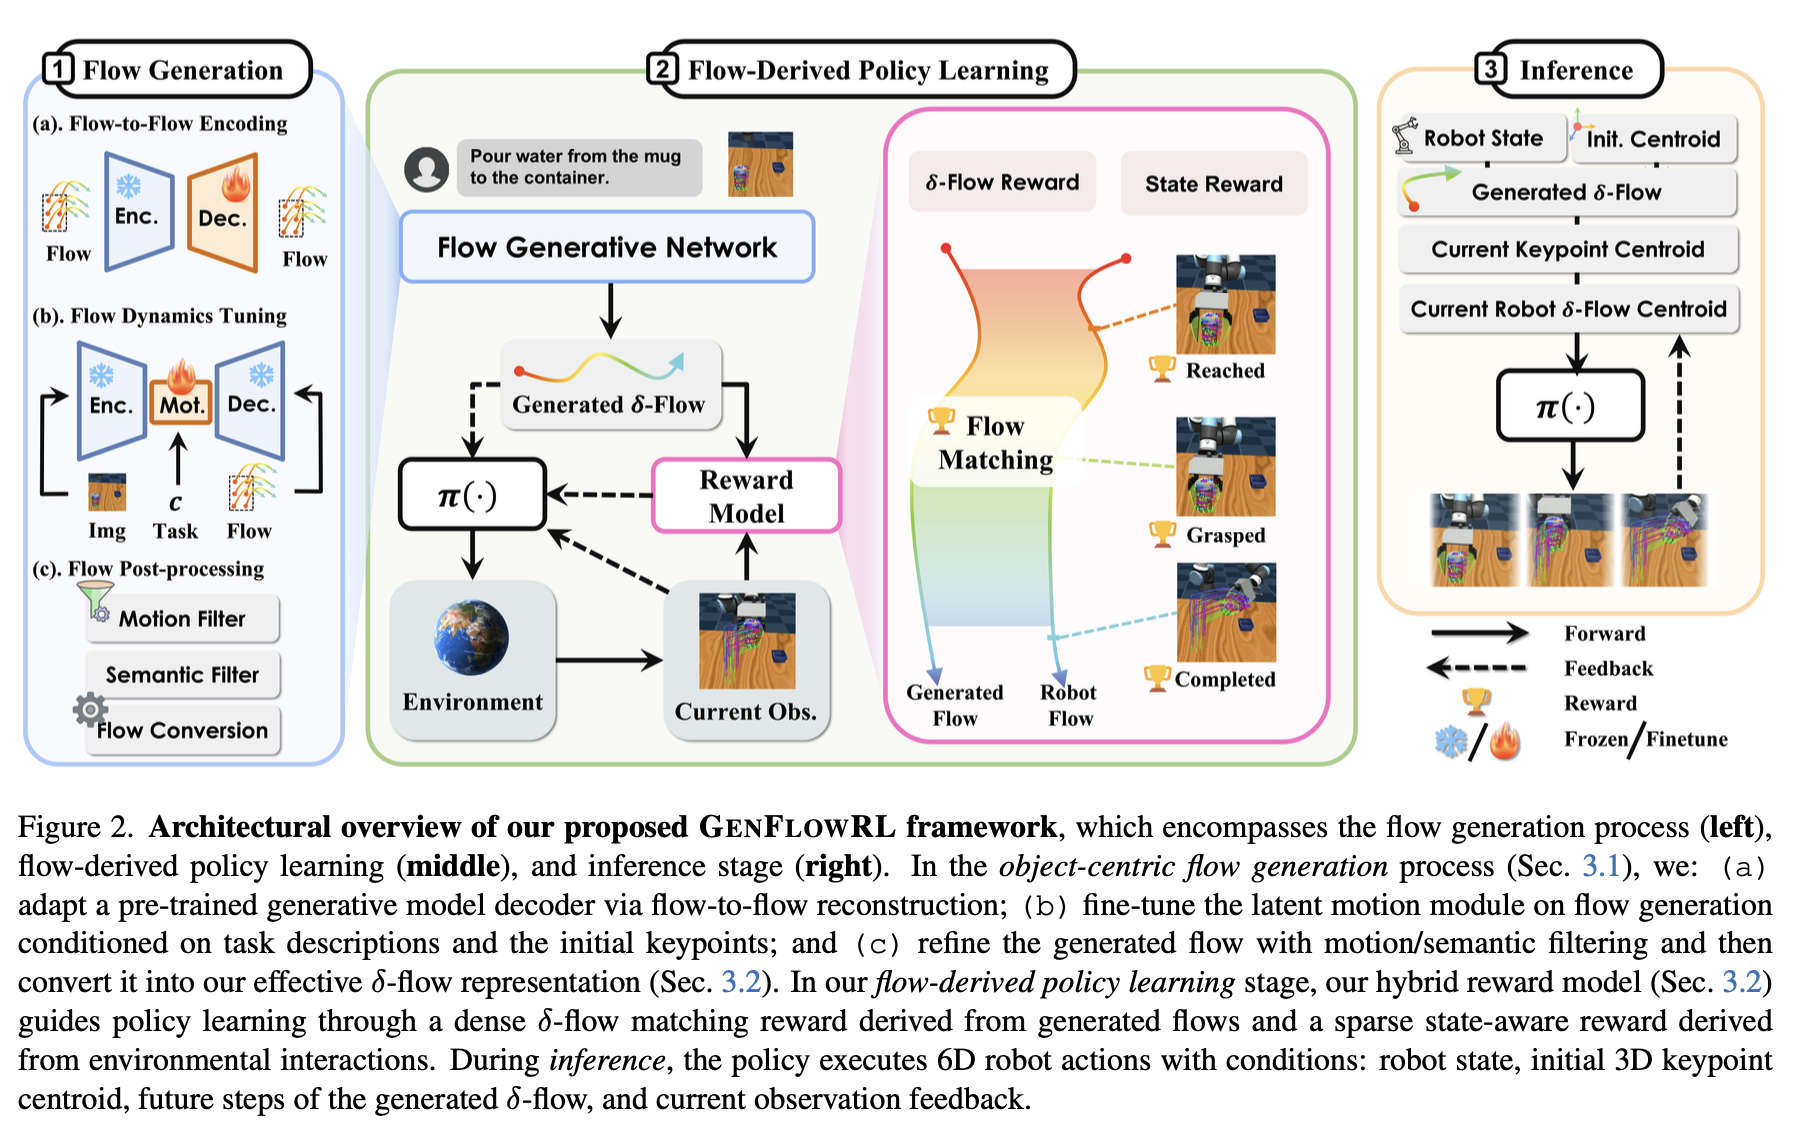 1 Flow Generation
(a). Flow-to-Flow Encoding
Enc.
Dec.
Flow
Flow
(b). Flow Dynamics Tuning
Enc.
Mot.
Dec.
Img
c
Task
Flow
(c). Flow Post-processing
Motion Filter
Semantic Filter
Flow Conversion
2 Flow-Derived Policy Learning
Pour water from the mug
to the container.
Flow Generative Network
Generated δ-Flow
π(·)
Reward
Model
Environment
Current Obs.
δ-Flow Reward
State Reward
Reached
Flow
Matching
Grasped
Completed
Generated
Flow
Robot
Flow
3 Inference
Robot State
Init. Centroid
Generated δ-Flow
Current Keypoint Centroid
Current Robot δ-Flow Centroid
π(·)
Forward
Feedback
Reward
Frozen/Finetune
Figure 2. Architectural overview of our proposed GENFLOWRL framework, which encompasses the flow generation process (left),
flow-derived policy learning (middle), and inference stage (right). In the object-centric flow generation process (Sec. 3.1), we: (a)
adapt a pre-trained generative model decoder via flow-to-flow reconstruction; (b) fine-tune the latent motion module on flow generation
conditioned on task descriptions and the initial keypoints; and (c) refine the generated flow with motion/semantic filtering and then
convert it into our effective δ-flow representation (Sec. 3.2). In our flow-derived policy learning stage, our hybrid reward model (Sec. 3.2)
guides policy learning through a dense δ-flow matching reward derived from generated flows and a sparse state-aware reward derived
from environmental interactions. During inference, the policy executes 6D robot actions with conditions: robot state, initial 3D keypoint
centroid, future steps of the generated δ-flow, and current observation feedback.